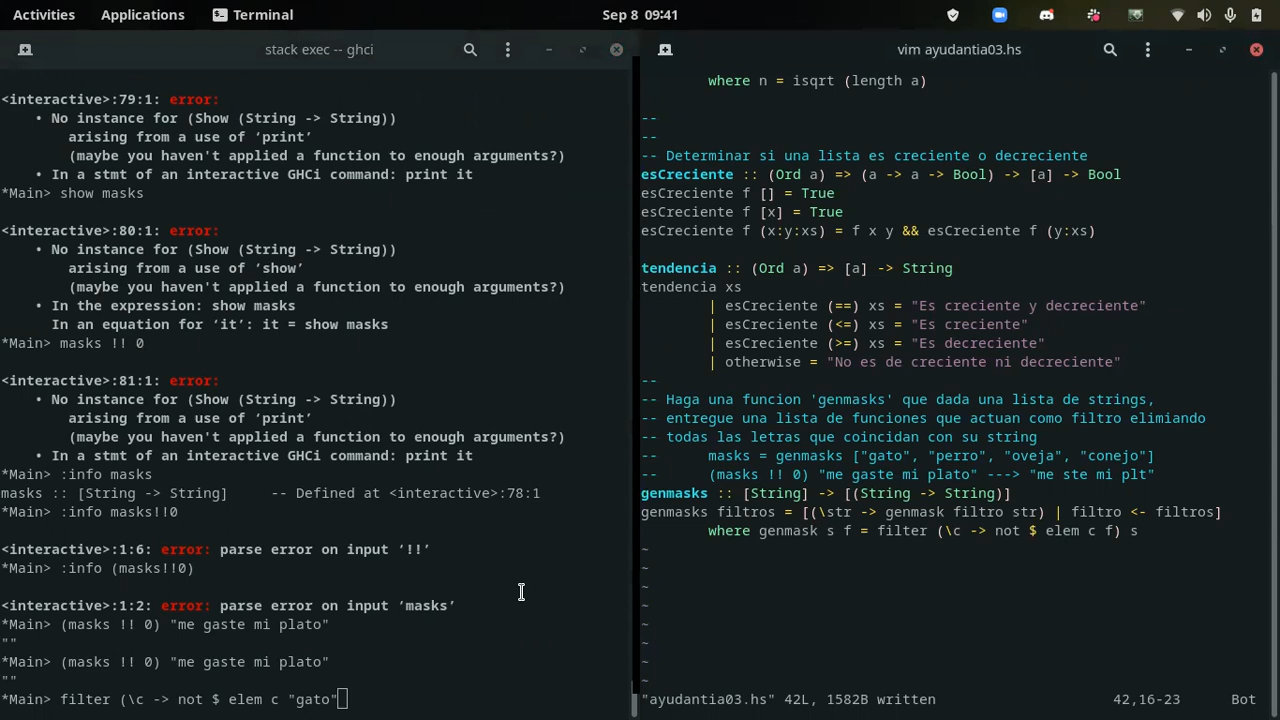 Activities Applications Terminal Sep 8 09:41
stack exec -- ghci
<interactive>:79:1: error:
• No instance for (Show (String -> String))
arising from a use of ‘print’
(maybe you haven't applied a function to enough arguments?)
• In a stmt of an interactive GHCi command: print it
*Main> show masks
<interactive>:80:1: error:
• No instance for (Show (String -> String))
arising from a use of ‘show’
(maybe you haven't applied a function to enough arguments?)
• In the expression: show masks
In an equation for ‘it’: it = show masks
*Main> masks !! 0
<interactive>:81:1: error:
• No instance for (Show (String -> String))
arising from a use of ‘print’
(maybe you haven't applied a function to enough arguments?)
• In a stmt of an interactive GHCi command: print it
*Main> :info masks
masks :: [String -> String] -- Defined at <interactive>:78:1
*Main> :info masks!!0
<interactive>:1:6: error: parse error on input ‘!!’
*Main> :info (masks!!0)
<interactive>:1:2: error: parse error on input ‘masks’
*Main> (masks !! 0) "me gaste mi plato"
""
*Main> (masks !! 0) "me gaste mi plato"
""
*Main> filter (\c -> not $ elem c "gato"
vim ayudantia03.hs
where n = isqrt (length a)
--
--
-- Determinar si una lista es creciente o decreciente
esCreciente :: (Ord a) => (a -> a -> Bool) -> [a] -> Bool
esCreciente f [] = True
esCreciente f [x] = True
esCreciente f (x:y:xs) = f x y && esCreciente f (y:xs)
tendencia :: (Ord a) => [a] -> String
tendencia xs
| esCreciente (==) xs = "Es creciente y decreciente"
| esCreciente (<=) xs = "Es creciente"
| esCreciente (>=) xs = "Es decreciente"
| otherwise = "No es de creciente ni decreciente"
--
-- Haga una funcion 'genmasks' que dada una lista de strings,
-- entregue una lista de funciones que actuan como filtro elimiando
-- todas las letras que coincidan con su string
-- masks = genmasks ["gato", "perro", "oveja", "conejo"]
-- (masks !! 0) "me gaste mi plato" ---> "me ste mi plt"
genmasks :: [String] -> [(String -> String)]
genmasks filtros = [(\str -> genmask filtro str) | filtro <- filtros]
where genmask s f = filter (\c -> not $ elem c f) s
~
~
~
~
~
~
~
~
"ayudantia03.hs" 42L, 1582B written 42,16-23 Bot